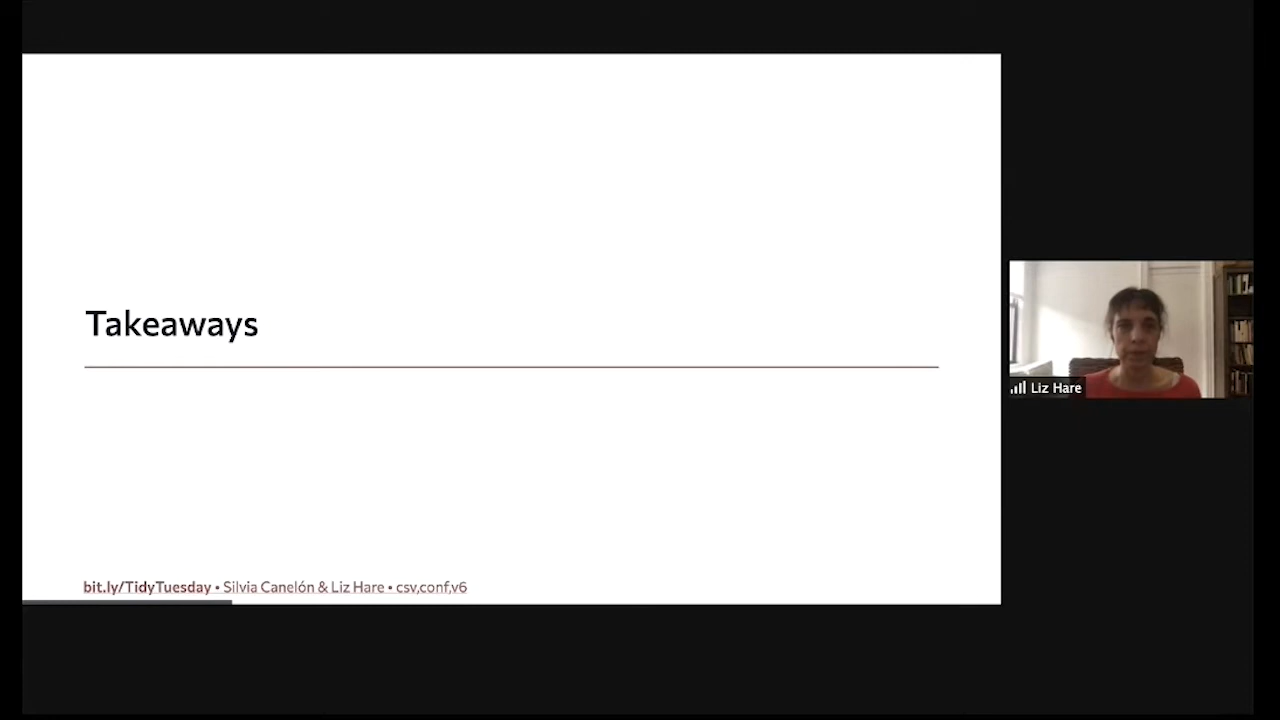 Takeaways
bit.ly/TidyTuesday • Silvia Canelón & Liz Hare • csv,conf,v6
Liz Hare